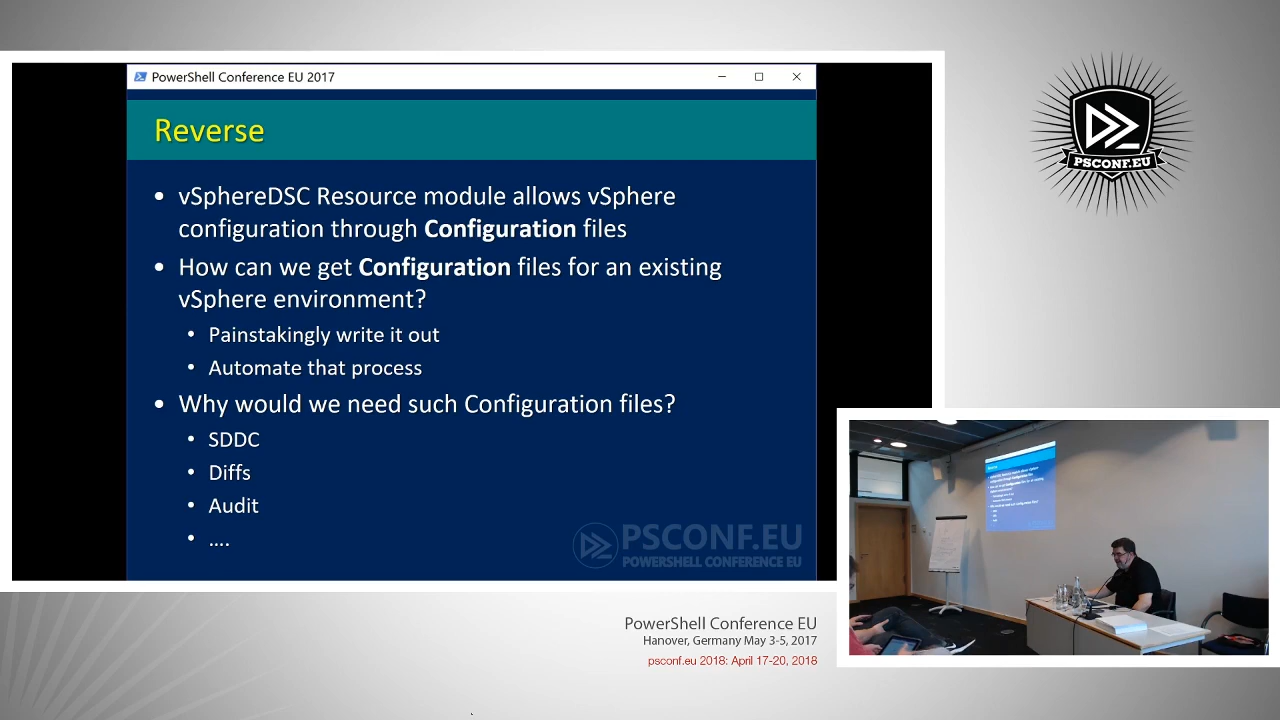 PowerShell Conference EU 2017
Reverse
• vSphereDSC Resource module allows vSphere
configuration through Configuration files
• How can we get Configuration files for an existing
vSphere environment?
• Painstakingly write it out
• Automate that process
• Why would we need such Configuration files?
• SDDC
• Diffs
• Audit
• ....
PSCONF.EU
POWERSHELL CONFERENCE EU
PSCONF.EU
PowerShell Conference EU
Hanover, Germany May 3-5, 2017
psconf.eu 2018: April 17-20, 2018